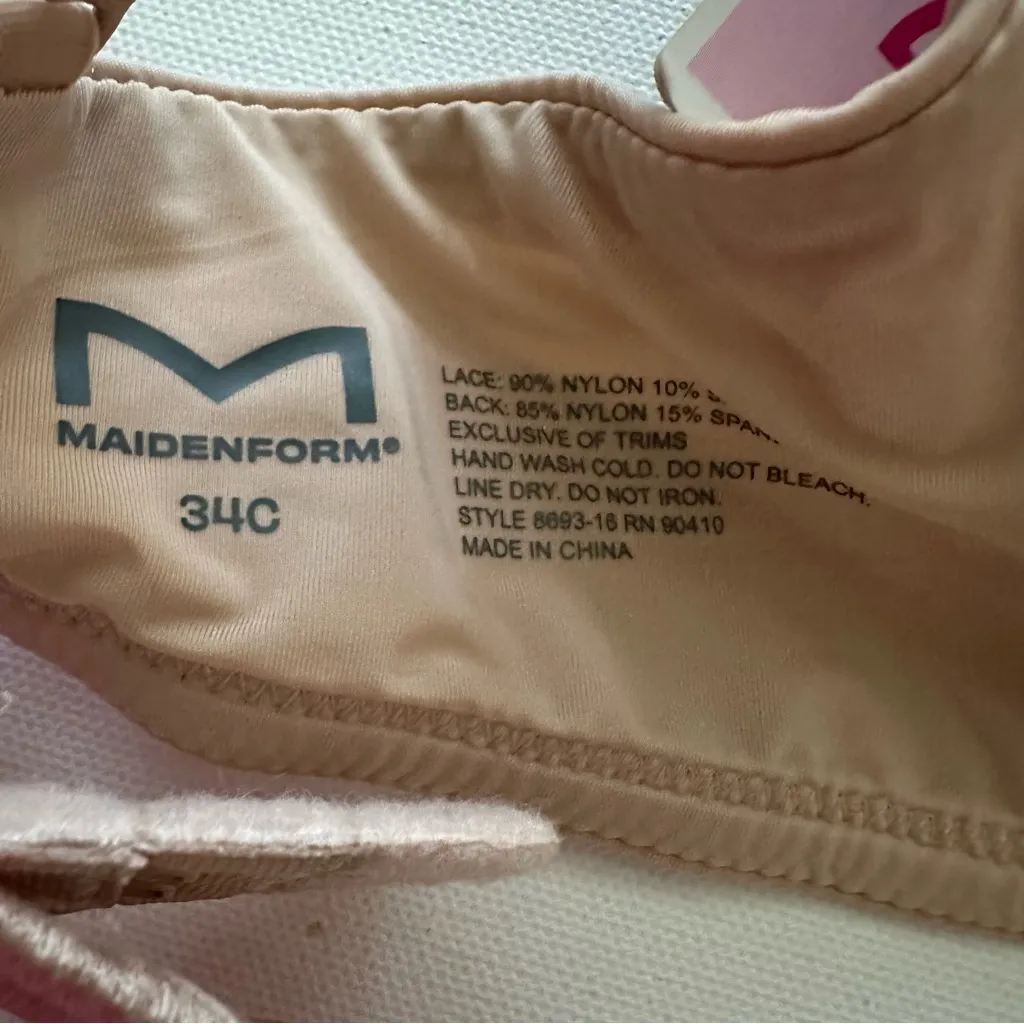 MAIDENFORM®
34C
LACE: 90% NYLON 10%
BACK: 85% NYLON 15%
EXCLUSIVE OF TRIMS
HAND WASH COLD. DO NOT BLEACH.
LINE DRY. DO NOT IRON.
STYLE 8693-16 RN 90410
MADE IN CHINA